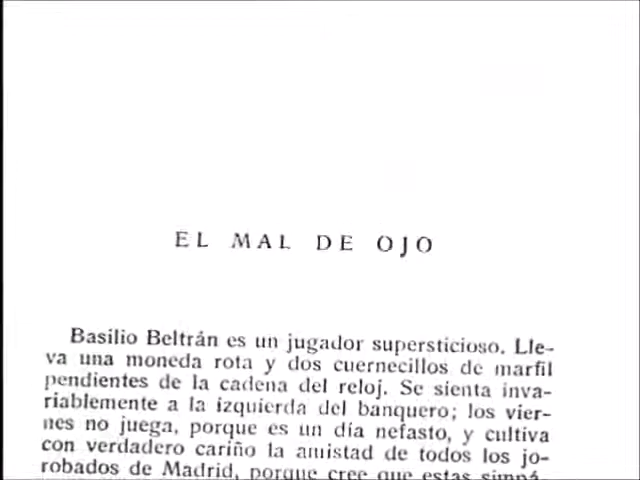 EL MAL DE OJO
Basilio Beltrán es un jugador supersticioso. Lle-
va una moneda rota y dos cuernecillos de marfil
pendientes de la cadena del reloj. Se sienta inva-
riablemente a la izquierda del banquero; los vier-
nes no juega, porque es un día nefasto, y cultiva
con verdadero cariño la amistad de todos los jo-
robados de Madrid, porque cree que estas simpá-